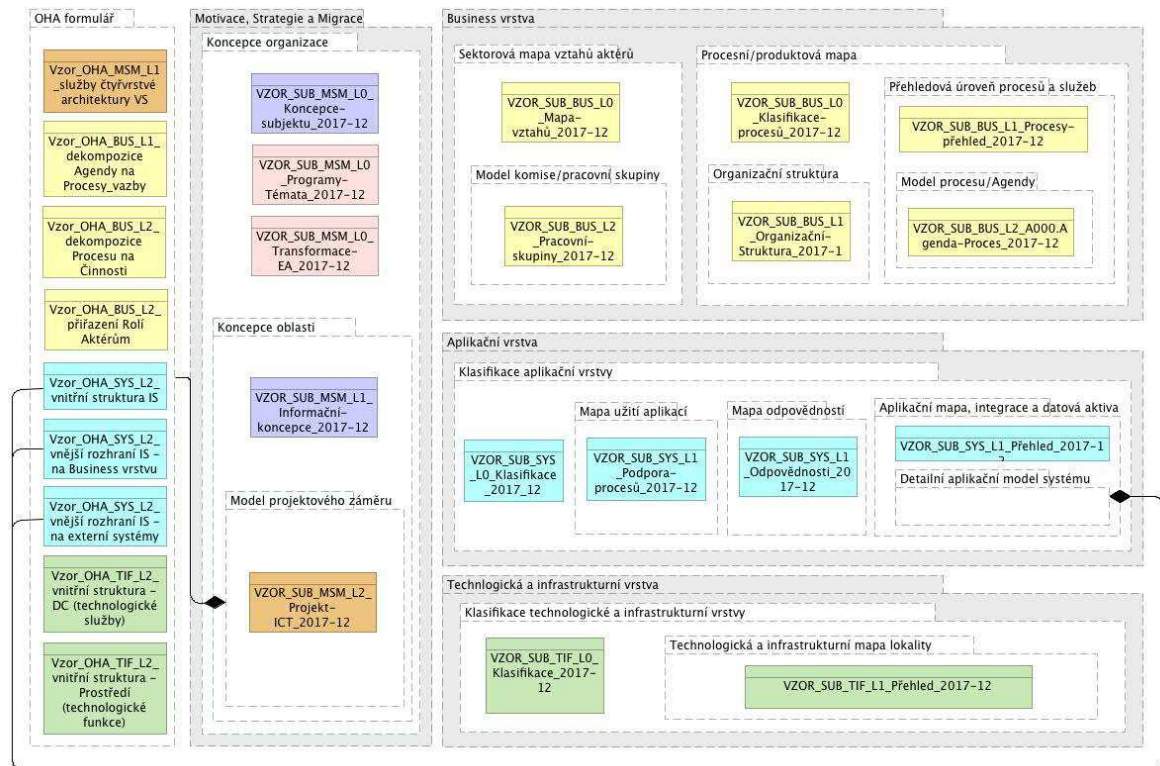 OHA formulář
Vzor_OHA_MSM_L1
_služby čtyřvrstvé
architektury VS
Vzor_OHA_BUS_L1_
dekompozice
Agendy na
Procesy_vazby
Vzor_OHA_BUS_L2_
dekompozice
Procesu na
Činnosti
Vzor_OHA_BUS_L2_
přiřazení Rolí
Aktérům
Vzor_OHA_SYS_L2_
vnitřní struktura IS
Vzor_OHA_SYS_L2_
vnější rozhraní IS –
na Business vrstvu
Vzor_OHA_SYS_L2_
vnější rozhraní IS –
na externí systémy
Vzor_OHA_TIF_L2_
vnitřní struktura –
DC (technologické
služby)
Vzor_OHA_TIF_L2_
vnitřní struktura –
Prostředí
(technologické
funkce)
Motivace, Strategie a Migrace
Koncepce organizace
VZOR_SUB_MSM_L0_
Koncepce-
subjektu_2017-12
VZOR_SUB_MSM_L0
_Programy-
Témata_2017-12
VZOR_SUB_MSM_L0_
Transformace-
EA_2017-12
Koncepce oblasti
VZOR_SUB_MSM_L1_
Informační-
koncepce_2017-12
Model projektového záměru
VZOR_SUB_MSM_L2_
Projekt-
ICT_2017-12
Business vrstva
Sektorová mapa vztahů aktérů
VZOR_SUB_BUS_L0
_Mapa-
vztahů_2017-12
Model komise/pracovní skupiny
VZOR_SUB_BUS_L2
_Pracovní-
skupiny_2017-12
Procesní/produktová mapa
VZOR_SUB_BUS_L0
_Klasifikace-
procesů_2017-12
Organizační struktura
VZOR_SUB_BUS_L1
_Organizační-
Struktura_2017-1
Přehledová úroveň procesů a služeb
VZOR_SUB_BUS_L1_Procesy-
přehled_2017-12
Model procesu/Agendy
VZOR_SUB_BUS_L2_A000.A
genda-Proces_2017-12
Aplikační vrstva
Klasifikace aplikační vrstvy
VZOR_SUB_SYS
_L0_Klasifikace
_2017_12
Mapa užití aplikací
VZOR_SUB_SYS_L1
_Podpora-
procesů_2017-12
Mapa odpovědností
VZOR_SUB_SYS_L1
_Odpovědnosti_20
17-12
Aplikační mapa, integrace a datová aktiva
VZOR_SUB_SYS_L1_Přehled_2017-1
Detailní aplikační model systému
Technlogická a infrastrukturní vrstva
Klasifikace technologické a infrastrukturní vrstvy
VZOR_SUB_TIF_L0_
Klasifikace_2017-
12
Technologická a infrastrukturní mapa lokality
VZOR_SUB_TIF_L1_Přehled_2017-12